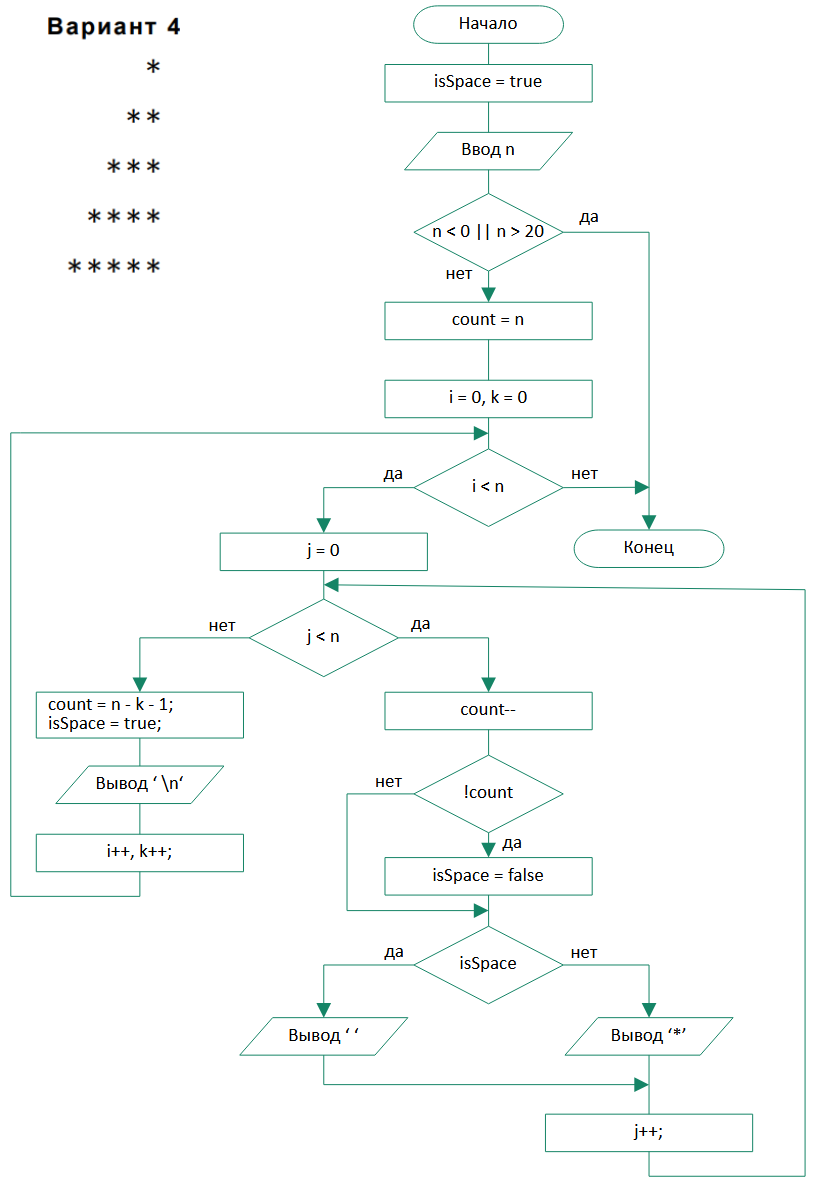 Вариант 4
*
**
***
****
*****
Начало
isSpace = true
Ввод n
n < 0 || n > 20
да
нет
count = n
i = 0, k = 0
i < n
да
нет
Конец
j = 0
j < n
нет
да
count = n - k - 1;
isSpace = true;
Вывод ‘ \n‘
i++, k++;
count--
!count
нет
да
isSpace = false
isSpace
да
нет
Вывод ‘ ‘
Вывод ‘*’
j++;